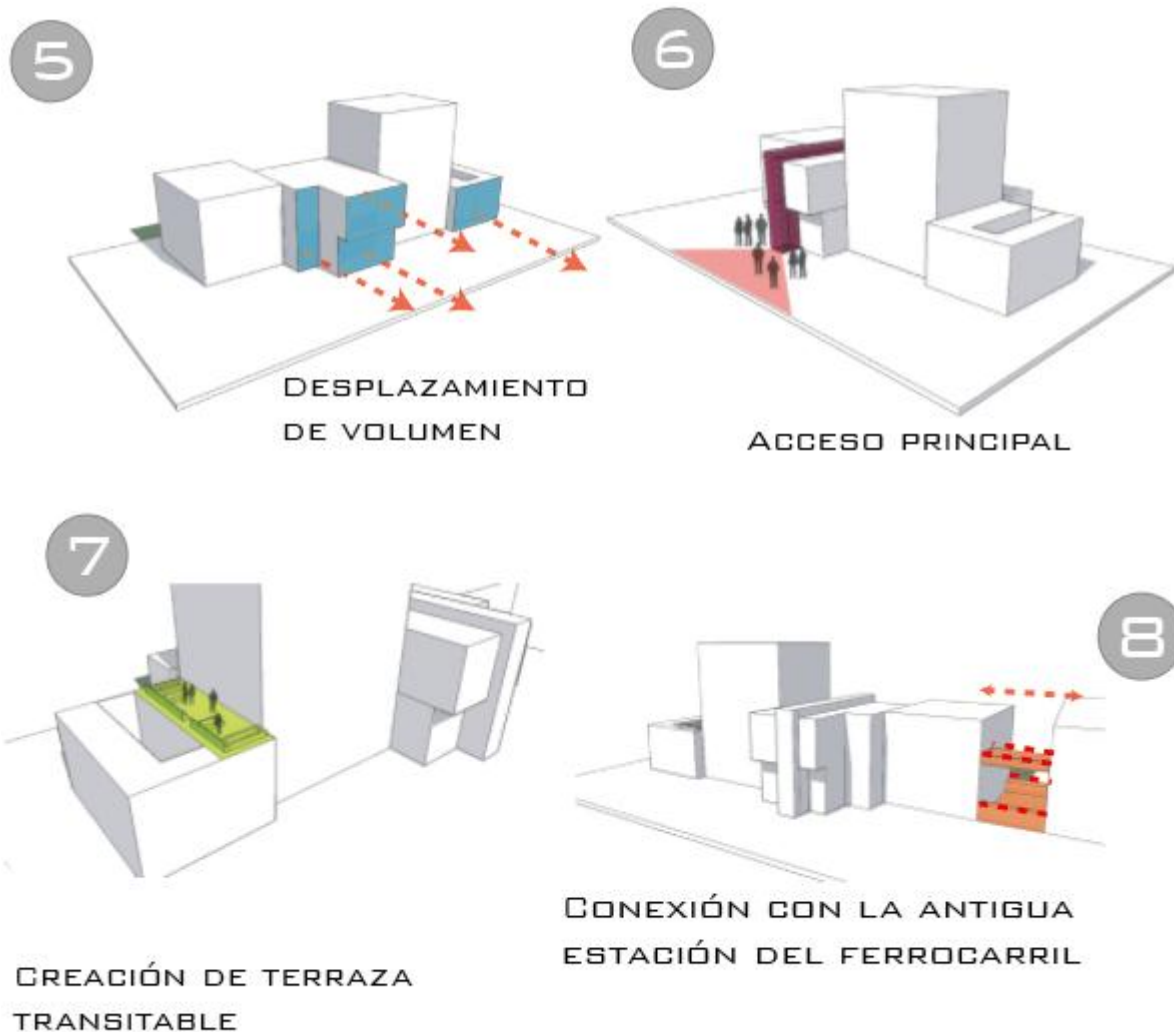 5
DESPLAZAMIENTO
DE VOLUMEN
6
ACCESO PRINCIPAL
7
CREACIÓN DE TERRAZA
TRANSITABLE
8
CONEXIÓN CON LA ANTIGUA
ESTACIÓN DEL FERROCARRIL